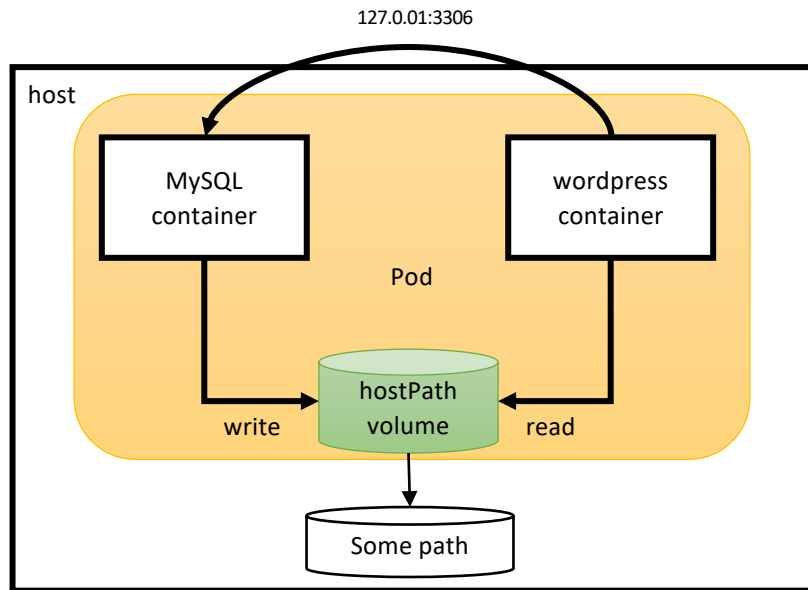 127.0.01:3306
host
MySQL
container
wordpress
container
Pod
hostPath
volume
write
read
Some path